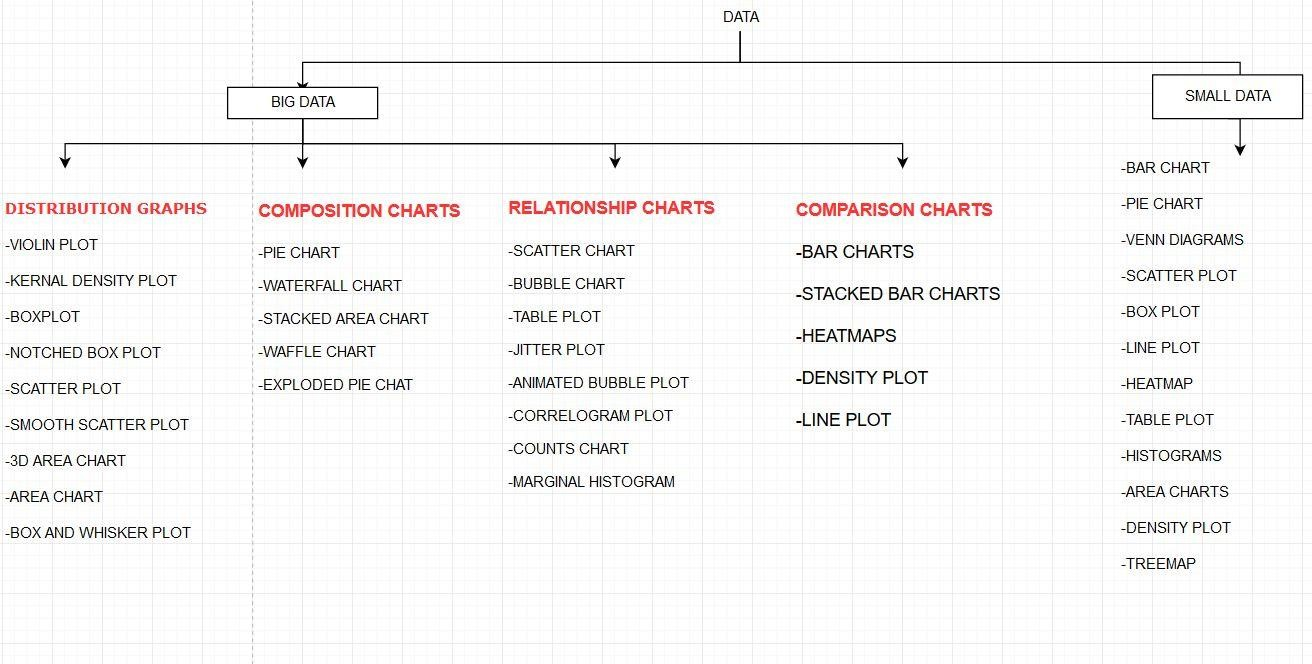 DATA
BIG DATA
SMALL DATA
DISTRIBUTION GRAPHS
-VIOLIN PLOT
-KERNAL DENSITY PLOT
-BOXPLOT
-NOTCHED BOX PLOT
-SCATTER PLOT
-SMOOTH SCATTER PLOT
-3D AREA CHART
-AREA CHART
-BOX AND WHISKER PLOT
COMPOSITION CHARTS
-PIE CHART
-WATERFALL CHART
-STACKED AREA CHART
-WAFFLE CHART
-EXPLODED PIE CHAT
RELATIONSHIP CHARTS
-SCATTER CHART
-BUBBLE CHART
-TABLE PLOT
-JITTER PLOT
-ANIMATED BUBBLE PLOT
-CORRELOGRAM PLOT
-COUNTS CHART
-MARGINAL HISTOGRAM
COMPARISON CHARTS
-BAR CHARTS
-STACKED BAR CHARTS
-HEATMAPS
-DENSITY PLOT
-LINE PLOT
-BAR CHART
-PIE CHART
-VENN DIAGRAMS
-SCATTER PLOT
-BOX PLOT
-LINE PLOT
-HEATMAP
-TABLE PLOT
-HISTOGRAMS
-AREA CHARTS
-DENSITY PLOT
-TREEMAP